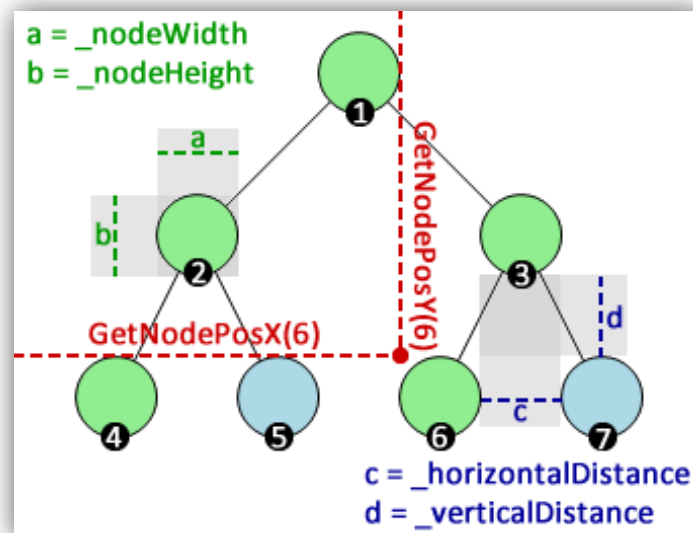 a = _nodeWidth
b = _nodeHeight
1
GetNodePosY(6)
a
b
2
3
GetNodePosX(6)
d
4
5
6
c
7
c = _horizontalDistance
d = _verticalDistance